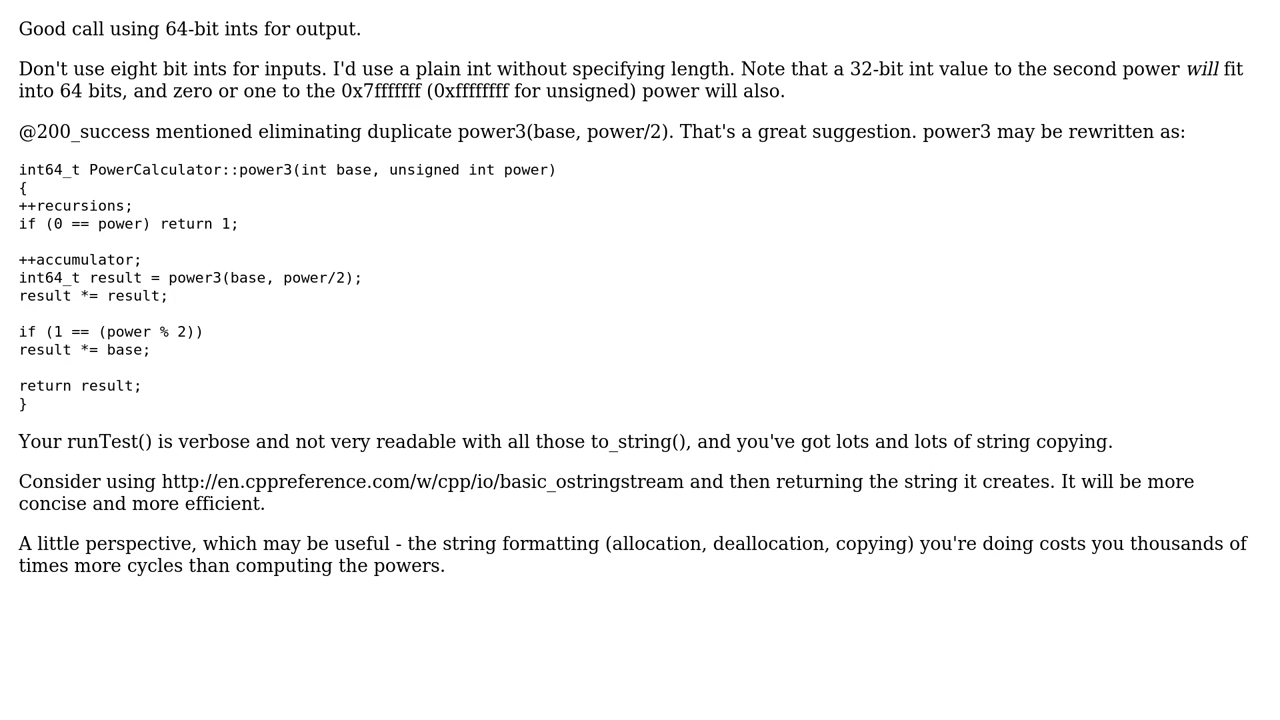 Good call using 64-bit ints for output.
Don't use eight bit ints for inputs. I'd use a plain int without specifying length. Note that a 32-bit int value to the second power will fit
into 64 bits, and zero or one to the 0x7fffffff (0xffffffff for unsigned) power will also.
@200_success mentioned eliminating duplicate power3(base, power/2). That's a great suggestion. power3 may be rewritten as:
int64_t PowerCalculator::power3(int base, unsigned int power)
{
++recursions;
if (0 == power) return 1;
++accumulator;
int64_t result = power3(base, power/2);
result *= result;
if (1 == (power % 2))
result *= base;
return result;
}
Your runTest() is verbose and not very readable with all those to_string(), and you've got lots and lots of string copying.
Consider using http://en.cppreference.com/w/cpp/io/basic_ostringstream and then returning the string it creates. It will be more
concise and more efficient.
A little perspective, which may be useful - the string formatting (allocation, deallocation, copying) you're doing costs you thousands of
times more cycles than computing the powers.